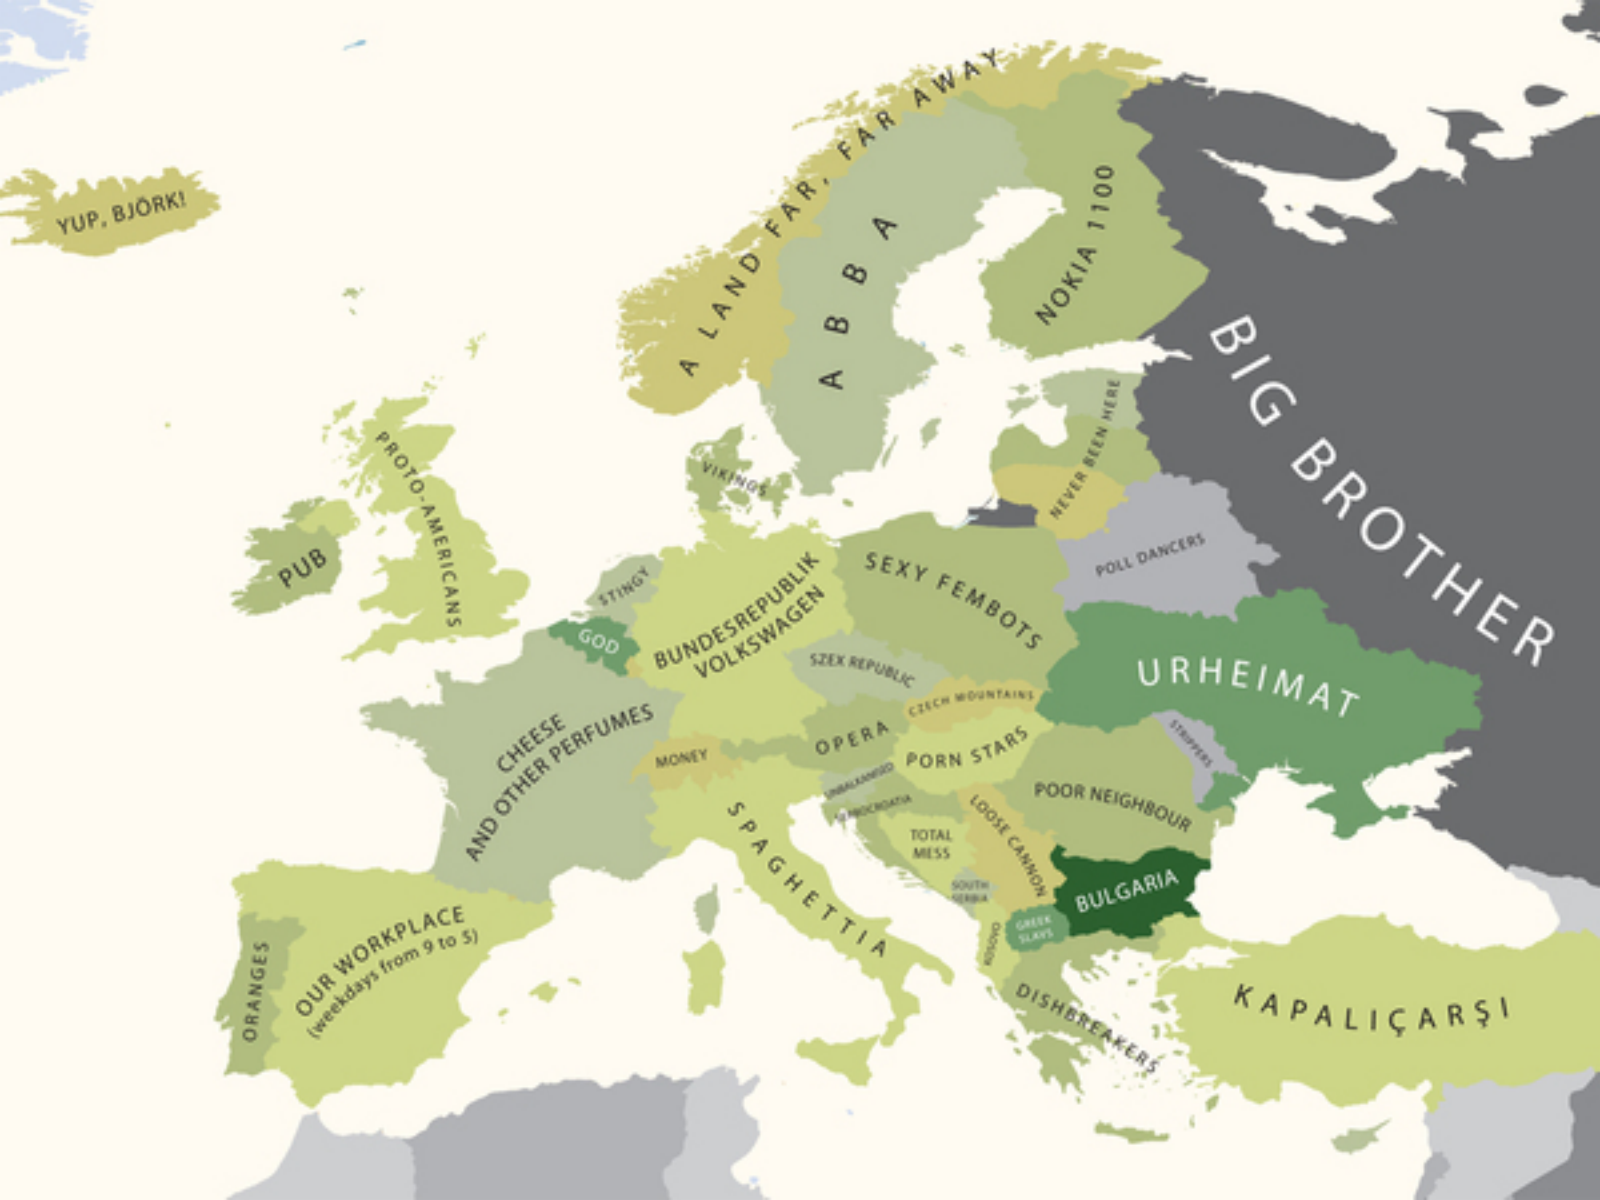 YUP, BJÖRK!
A LAND FAR, FAR AWAY
ABBA
NOKIA 1100
BIG BROTHER
NEVER BEEN HERE
VIKINGS
PROTO-AMERICANS
PUB
STINGY
GOD
BUNDESREPUBLIK
VOLKSWAGEN
SEXY FEMBOTS
POLL DANCERS
URHEIMAT
SZEX REPUBLIC
CZECH MOUNTAINS
CHEESE
AND OTHER PERFUMES
MONEY
OPERA
PORN STARS
STRIPPERS
UNBALKANISED
SERBOCROATIA
POOR NEIGHBOUR
LOOSE CANNON
TOTAL
MESS
SPAGHETTIA
SOUTH
SERBIA
BULGARIA
GREEK
SLAVS
KOSOVO
OUR WORKPLACE
(weekdays from 9 to 5)
ORANGES
DISHBREAKERS
KAPALIÇARŞI